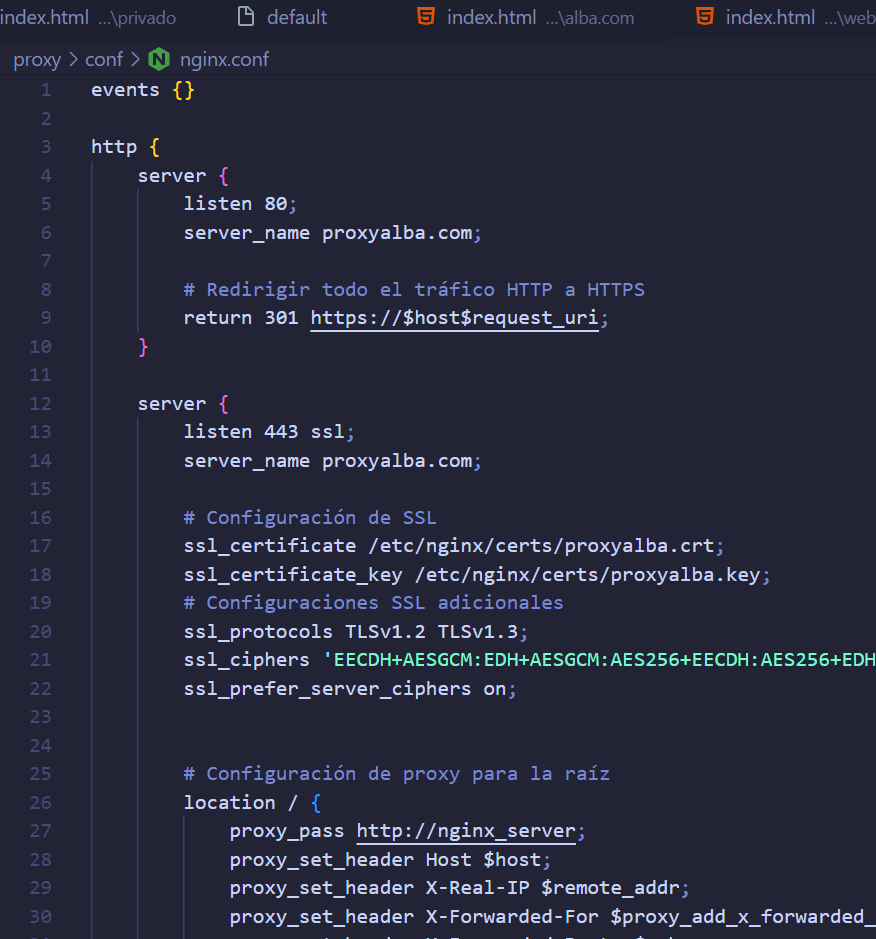 index.html ...\privado default index.html ...\alba.com index.html ...\web
proxy > conf > nginx.conf
1 events {}
2
3 http {
4 server {
5 listen 80;
6 server_name proxyalba.com;
7
8 # Redirigir todo el tráfico HTTP a HTTPS
9 return 301 https://$host$request_uri;
10 }
11
12 server {
13 listen 443 ssl;
14 server_name proxyalba.com;
15
16 # Configuración de SSL
17 ssl_certificate /etc/nginx/certs/proxyalba.crt;
18 ssl_certificate_key /etc/nginx/certs/proxyalba.key;
19 # Configuraciones SSL adicionales
20 ssl_protocols TLSv1.2 TLSv1.3;
21 ssl_ciphers 'EECDH+AESGCM:EDH+AESGCM:AES256+EECDH:AES256+EDH
22 ssl_prefer_server_ciphers on;
23
24
25 # Configuración de proxy para la raíz
26 location / {
27 proxy_pass http://nginx_server;
28 proxy_set_header Host $host;
29 proxy_set_header X-Real-IP $remote_addr;
30 proxy_set_header X-Forwarded-For $proxy_add_x_forwarded_